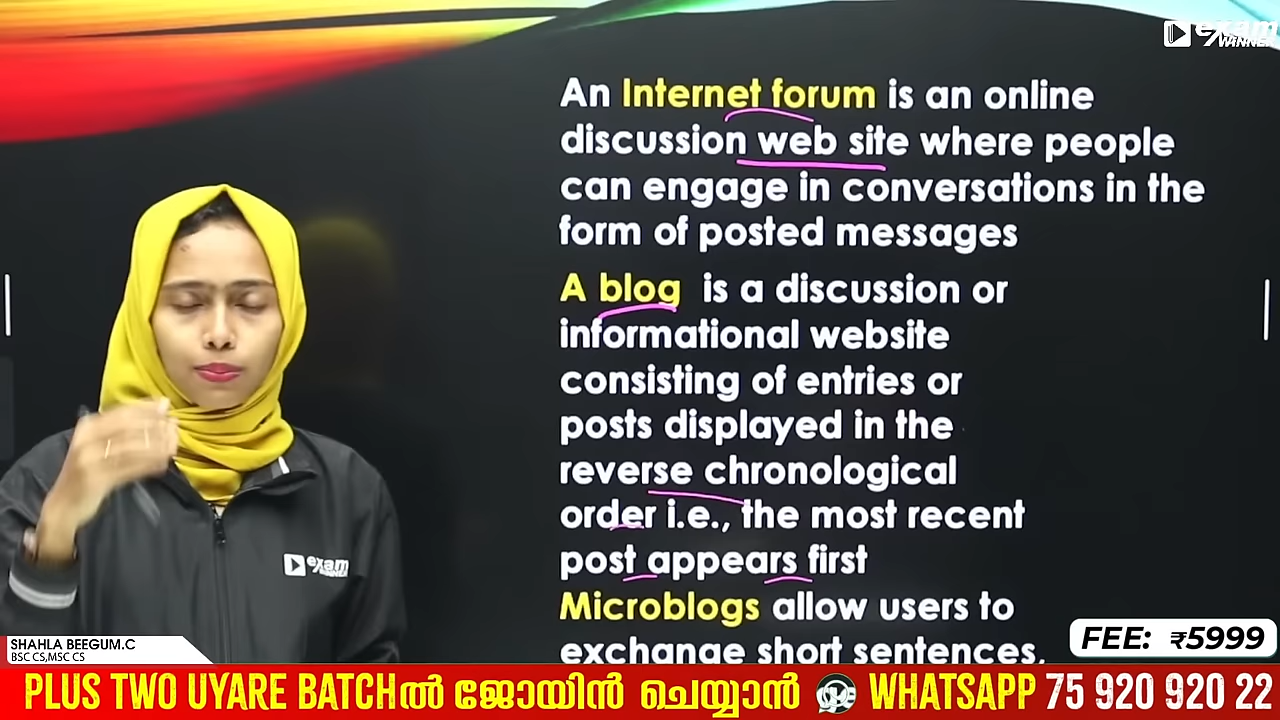 exam
WINNER
An Internet forum is an online
discussion web site where people
can engage in conversations in the
form of posted messages
A blog is a discussion or
informational website
consisting of entries or
posts displayed in the
reverse chronological
order i.e., the most recent
post appears first
Microblogs allow users to
exchange short sentences,
exam
WINNER
FEE: ₹5999
SHAHLA BEEGUM.C
BSC CS,MSC CS
PLUS TWO UYARE BATCHൽ ജോയിൻ ചെയ്യാൻ WHATSAPP 75 920 920 22